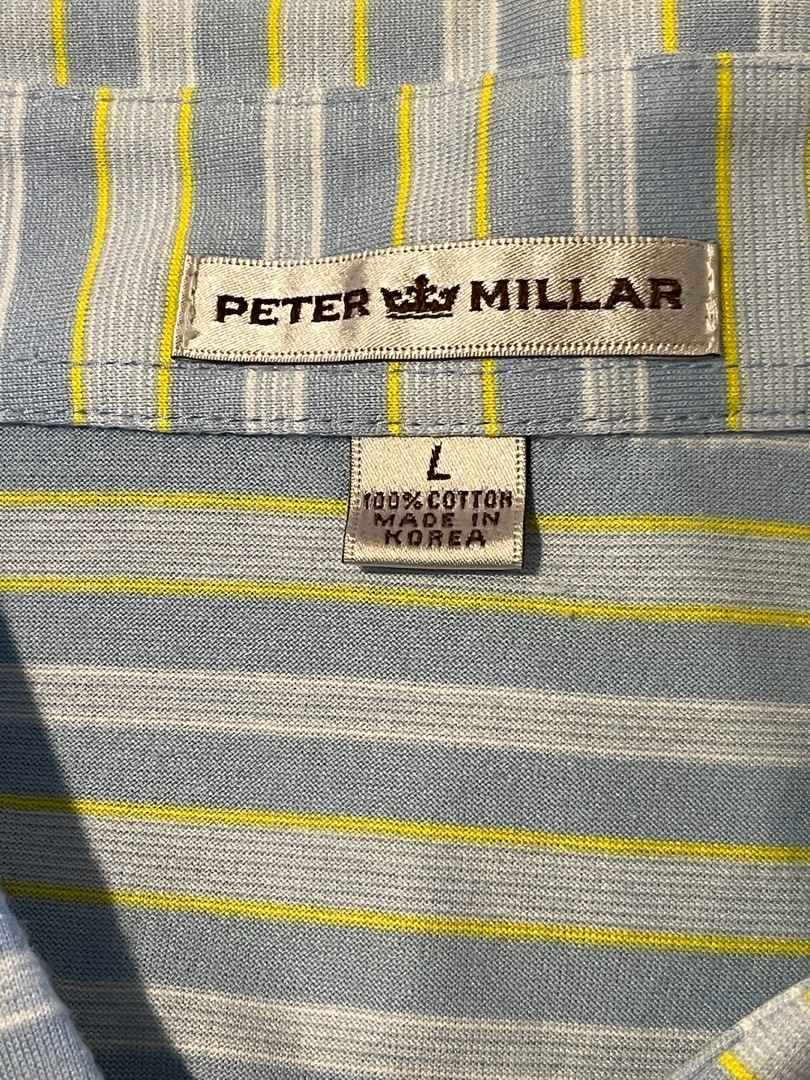 PETER MILLAR
L
100% COTTON
MADE IN
KOREA